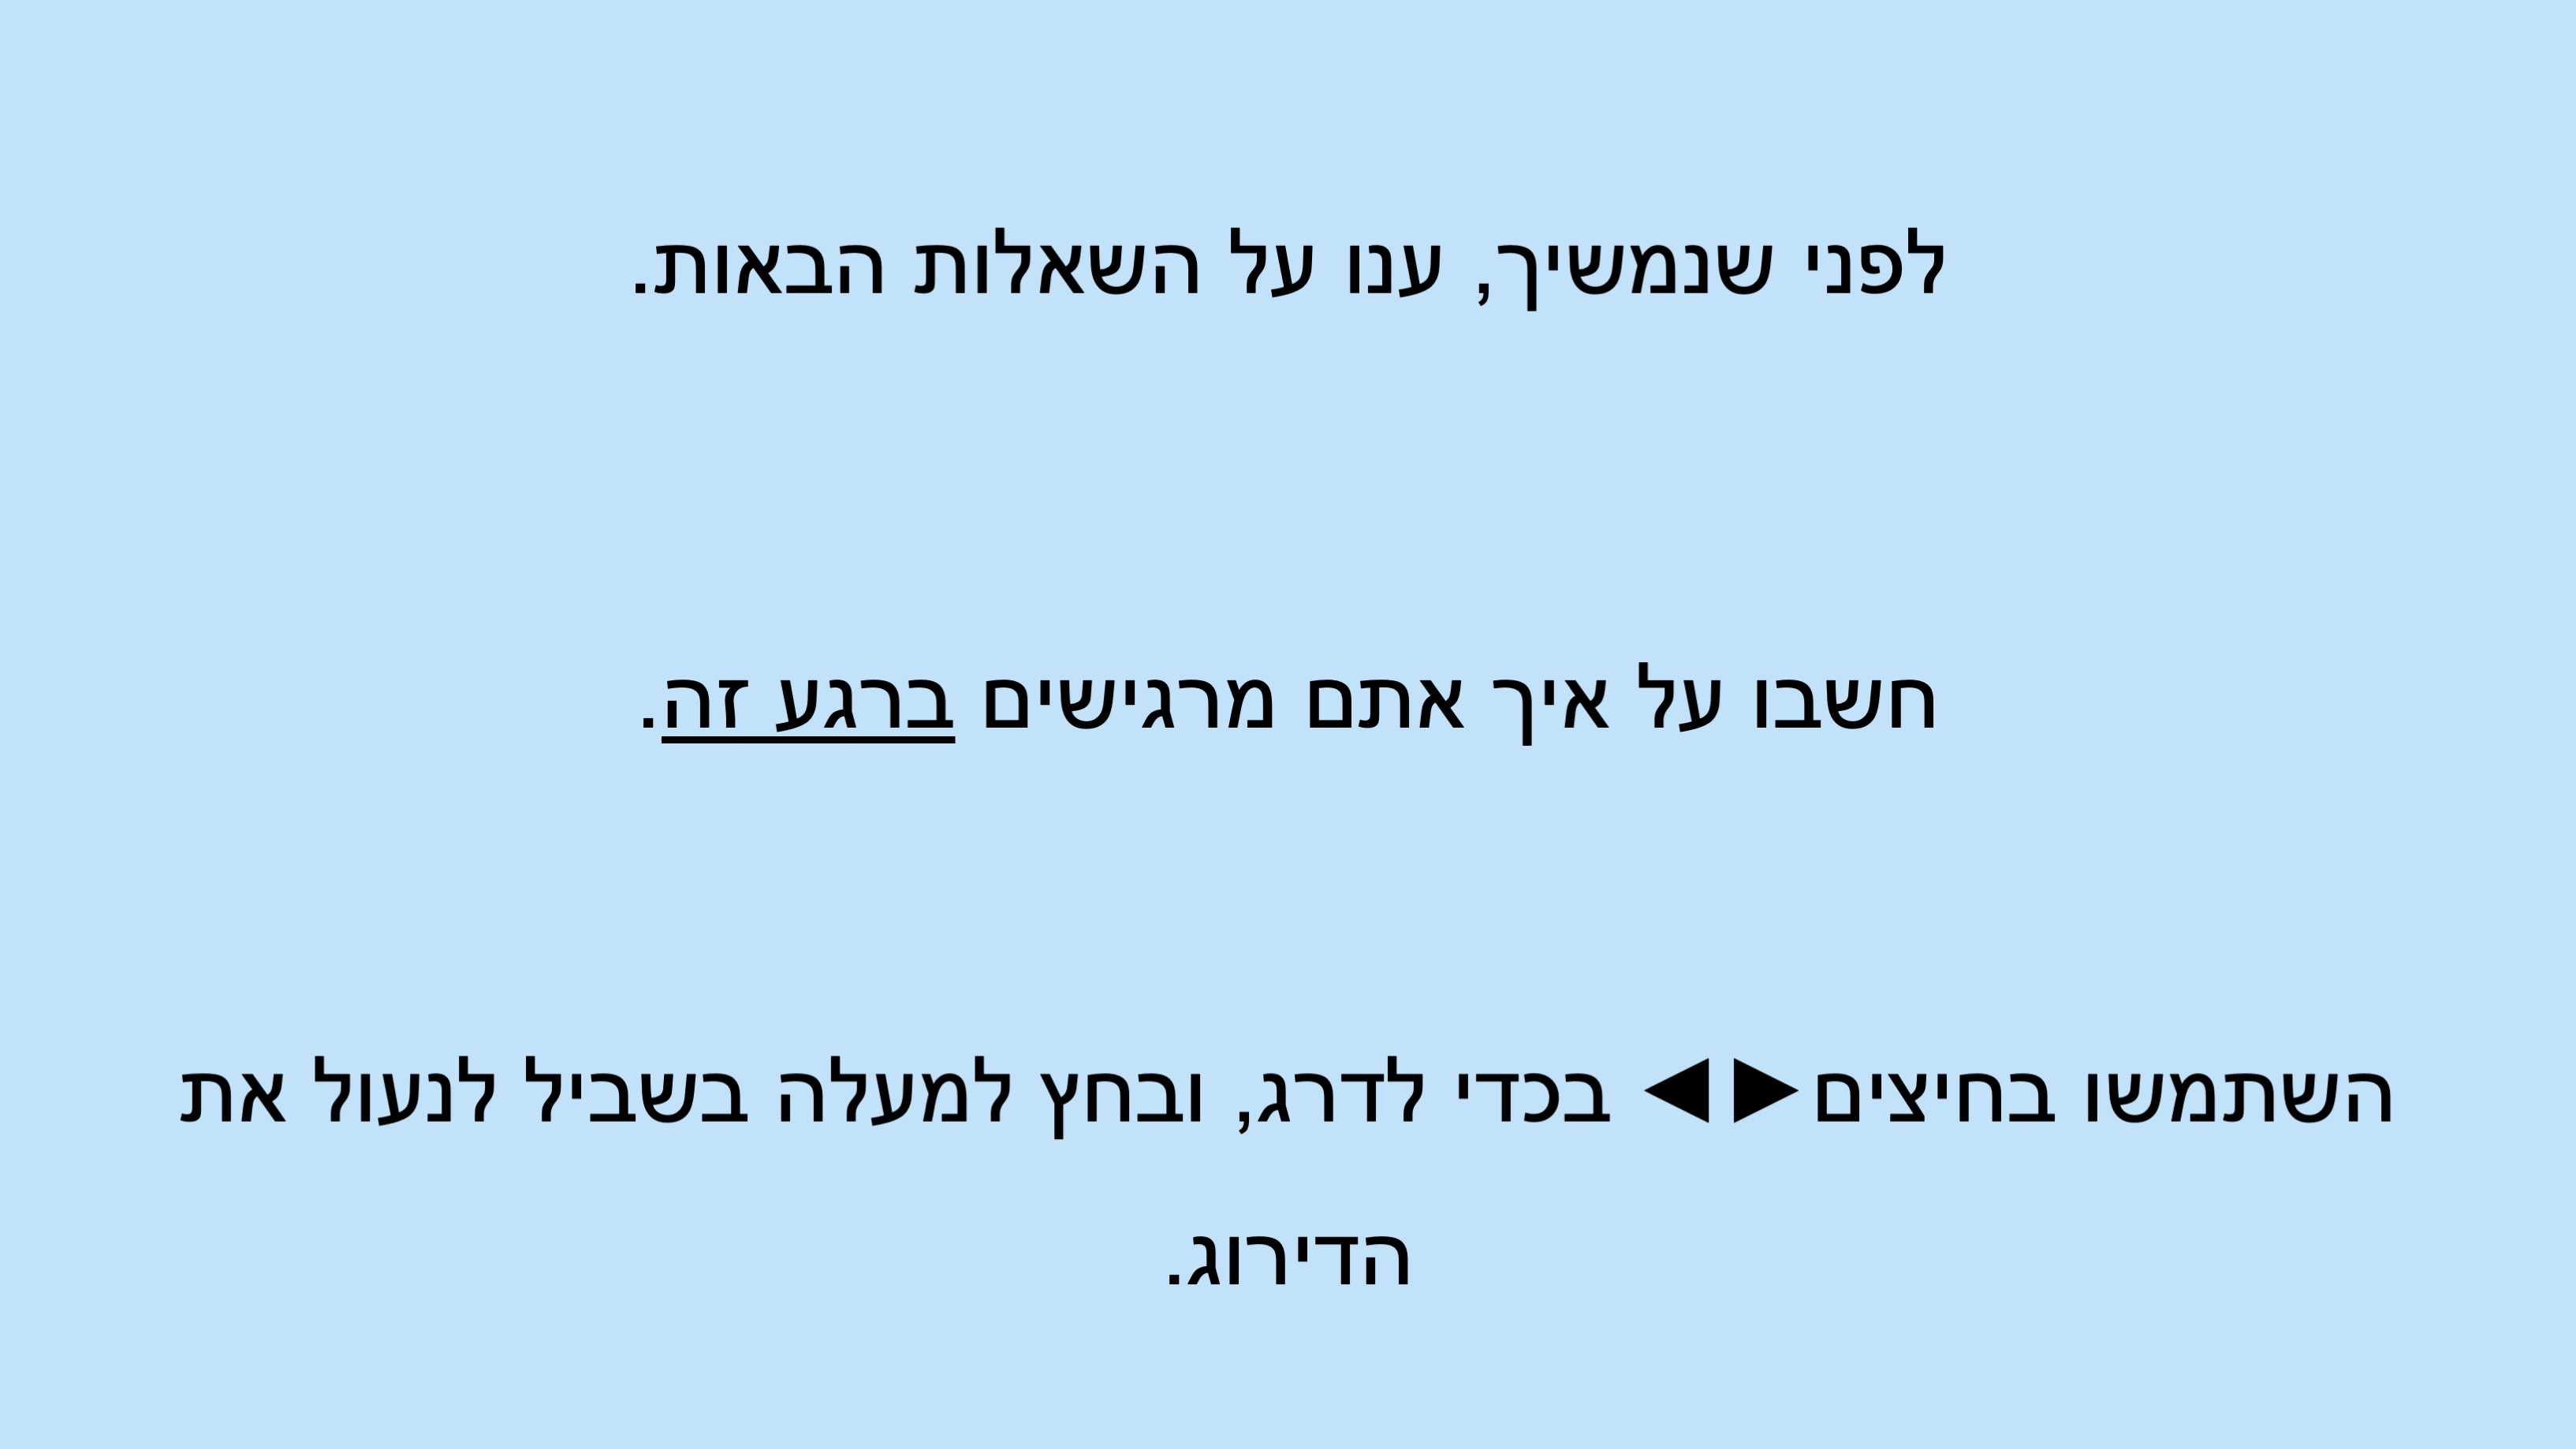 לפני שנמשיך, ענו על השאלות הבאות.
חשבו על איך אתם מרגישים ברגע זה.
השתמשו בחיצים ▶ ◀ בכדי לדרג, ובחץ למעלה בשביל לנעול את
הדירוג.